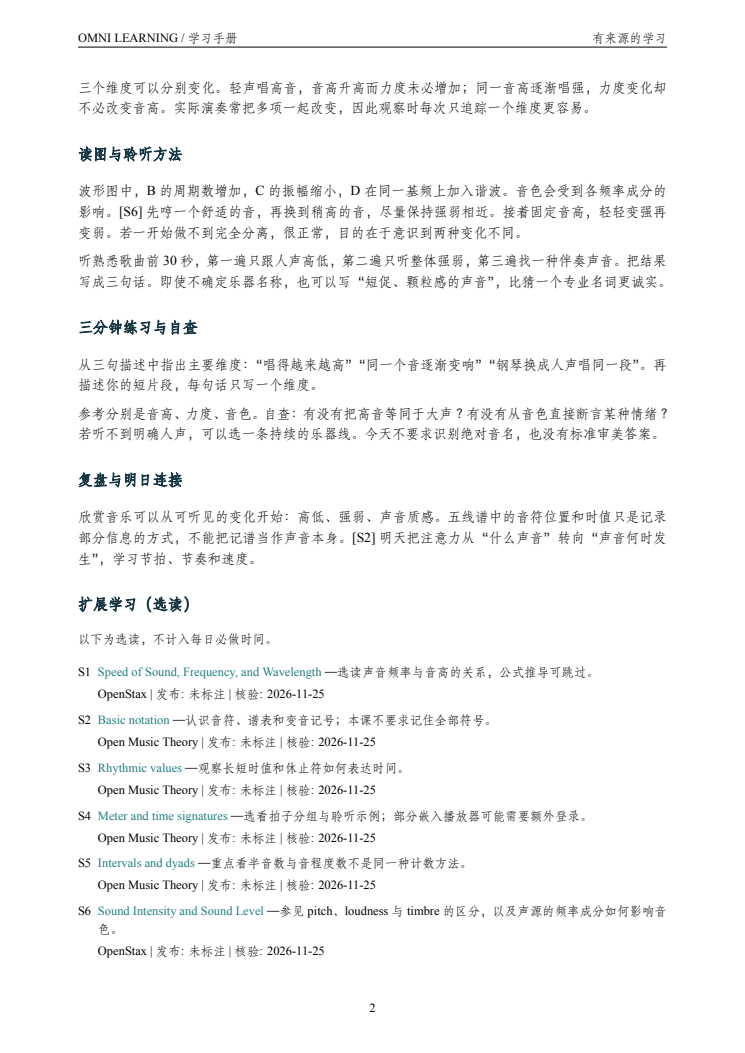 OMNI LEARNING / 学习手册 有来源的学习
三个维度可以分别变化。轻声唱高音，音高升高而力度未必增加；同一音高逐渐唱强，力度变化却
不必改变音高。实际演奏常把多项一起改变，因此观察时每次只追踪一个维度更容易。
读图与聆听方法
波形图中，B 的周期数增加，C 的振幅缩小，D 在同一基频上加入谐波。音色会受到各频率成分的
影响。[S6] 先哼一个舒适的音，再换到稍高的音，尽量保持强弱相近。接着固定音高，轻轻变强再
变弱。若一开始做不到完全分离，很正常，目的在于意识到两种变化不同。
听熟悉歌曲前 30 秒，第一遍只跟人声高低，第二遍只听整体强弱，第三遍找一种伴奏声音。把结果
写成三句话。即使不确定乐器名称，也可以写“短促、颗粒感的声音”，比猜一个专业名词更诚实。
三分钟练习与自查
从三句描述中指出主要维度：“唱得越来越高”“同一个音逐渐变响”“钢琴换成人声唱同一段”。再
描述你的短片段，每句话只写一个维度。
参考分别是音高、力度、音色。自查：有没有把高音等同于大声？有没有从音色直接断言某种情绪？
若听不到明确人声，可以选一条持续的乐器线。今天不要求识别绝对音名，也没有标准审美答案。
复盘与明日连接
欣赏音乐可以从可听见的变化开始：高低、强弱、声音质感。五线谱中的音符位置和时值只是记录
部分信息的方式，不能把记谱当作声音本身。[S2] 明天把注意力从“什么声音”转向“声音何时发
生”，学习节拍、节奏和速度。
扩展学习（选读）
以下为选读，不计入每日必做时间。
S1 Speed of Sound, Frequency, and Wavelength —选读声音频率与音高的关系，公式推导可跳过。
OpenStax | 发布: 未标注 | 核验: 2026-11-25
S2 Basic notation —认识音符、谱表和变音记号；本课不要求记住全部符号。
Open Music Theory | 发布: 未标注 | 核验: 2026-11-25
S3 Rhythmic values —观察长短时值和休止符如何表达时间。
Open Music Theory | 发布: 未标注 | 核验: 2026-11-25
S4 Meter and time signatures —选看拍子分组与聆听示例；部分嵌入播放器可能需要额外登录。
Open Music Theory | 发布: 未标注 | 核验: 2026-11-25
S5 Intervals and dyads —重点看半音数与音程度数不是同一种计数方法。
Open Music Theory | 发布: 未标注 | 核验: 2026-11-25
S6 Sound Intensity and Sound Level —参见 pitch、loudness 与 timbre 的区分，以及声源的频率成分如何影响音
色。
OpenStax | 发布: 未标注 | 核验: 2026-11-25
2